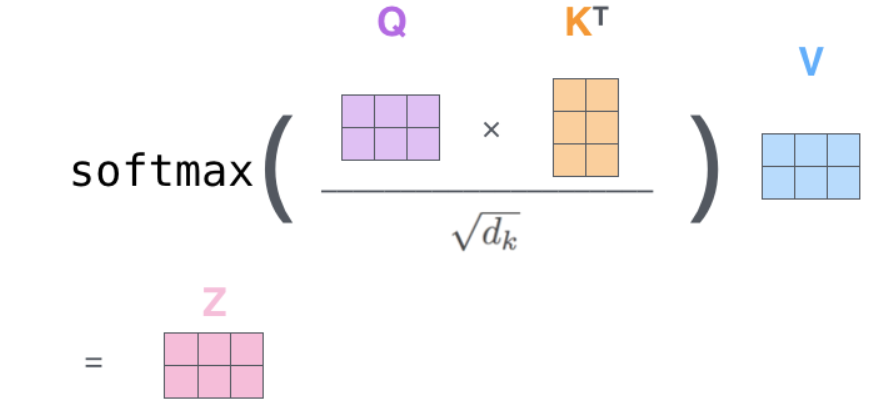 Q
K^T
V
softmax( × )
√d_k
Z
=